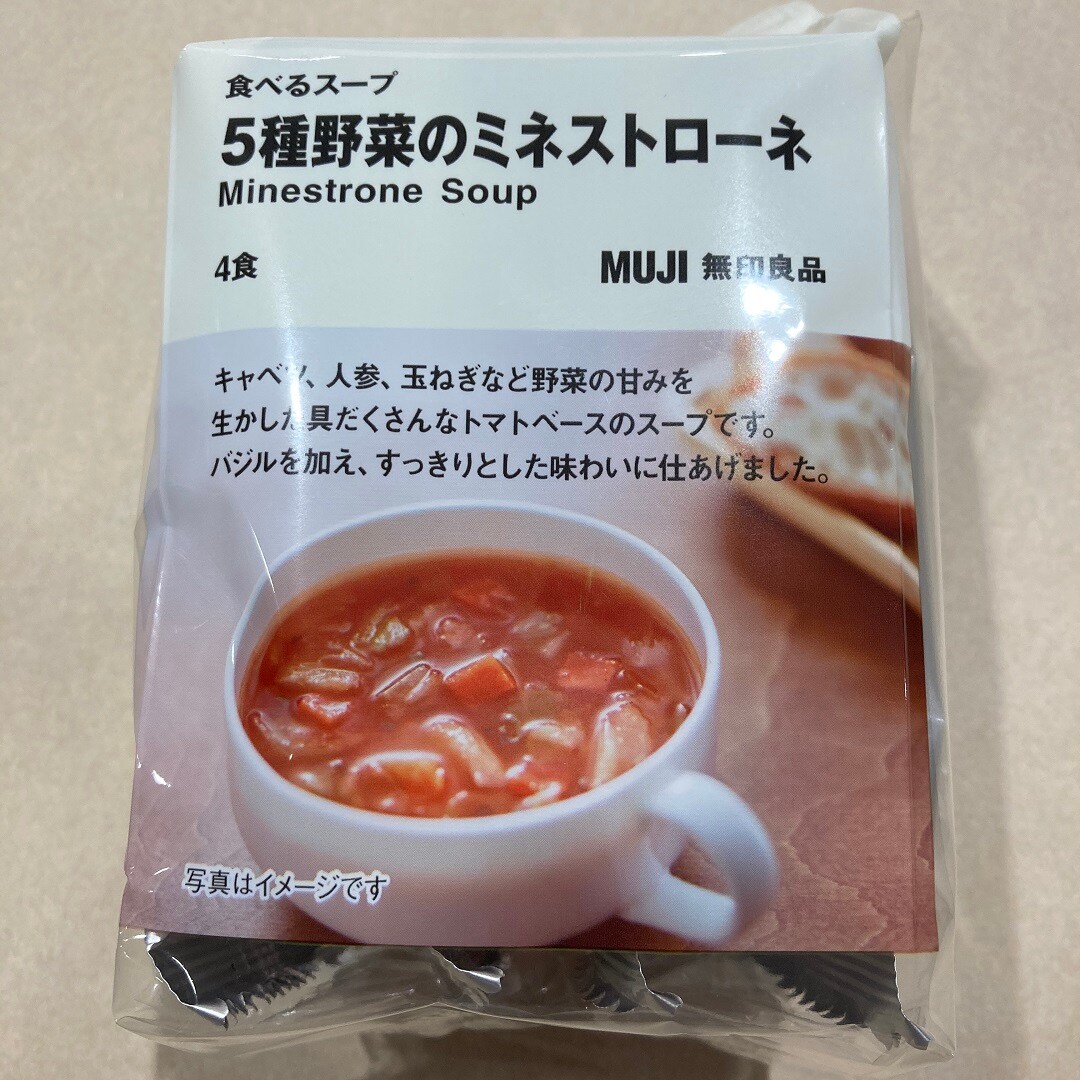 食べるスープ
5種野菜のミネストローネ
Minestrone Soup
4食
MUJI 無印良品
キャベツ、人参、玉ねぎなど野菜の甘みを
生かした具だくさんなトマトベースのスープです。
バジルを加え、すっきりとした味わいに仕あげました。
写真はイメージです